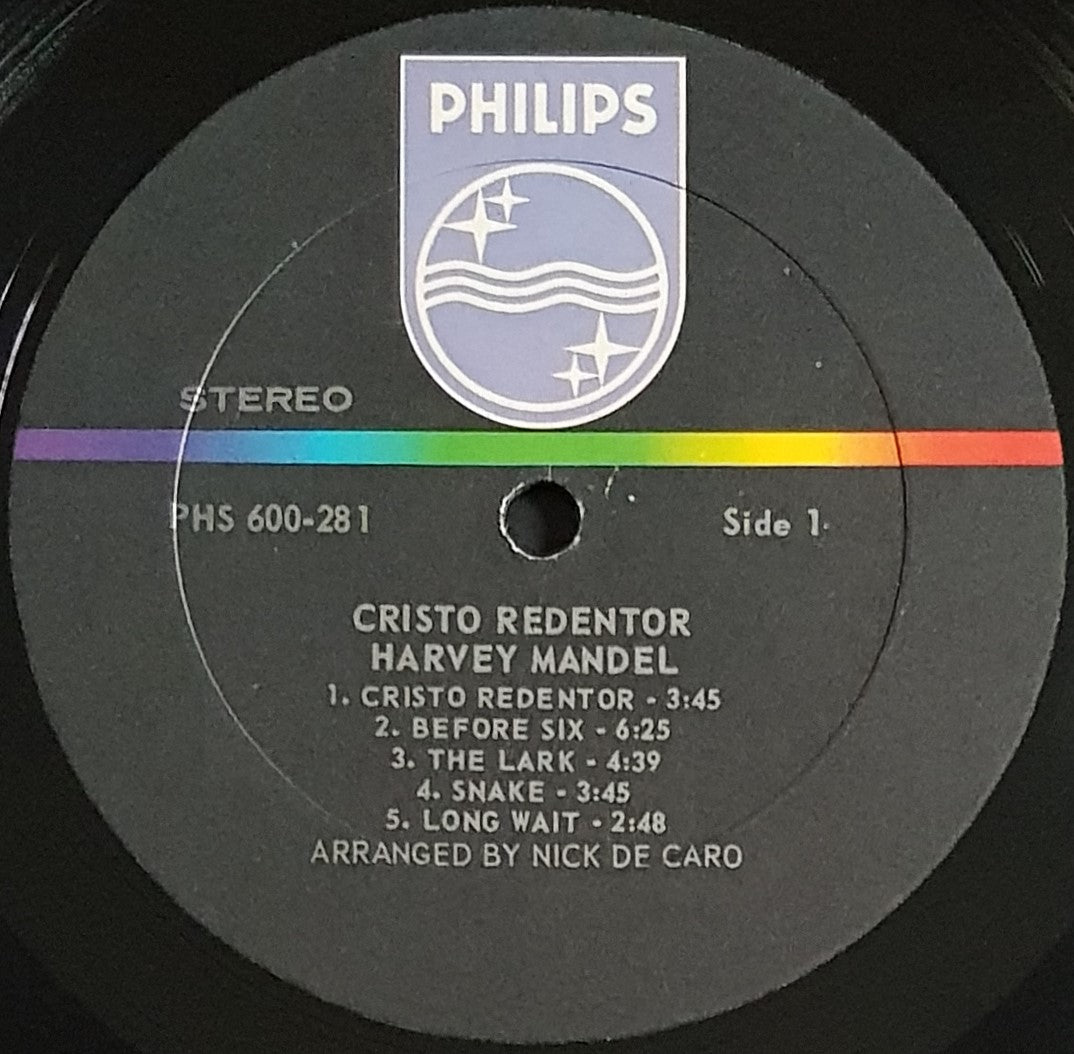 PHILIPS
STEREO
PHS 600-281
Side 1
CRISTO REDENTOR
HARVEY MANDEL
1. CRISTO REDENTOR - 3:45
2. BEFORE SIX - 6:25
3. THE LARK - 4:39
4. SNAKE - 3:45
5. LONG WAIT - 2:48
ARRANGED BY NICK DE CARO